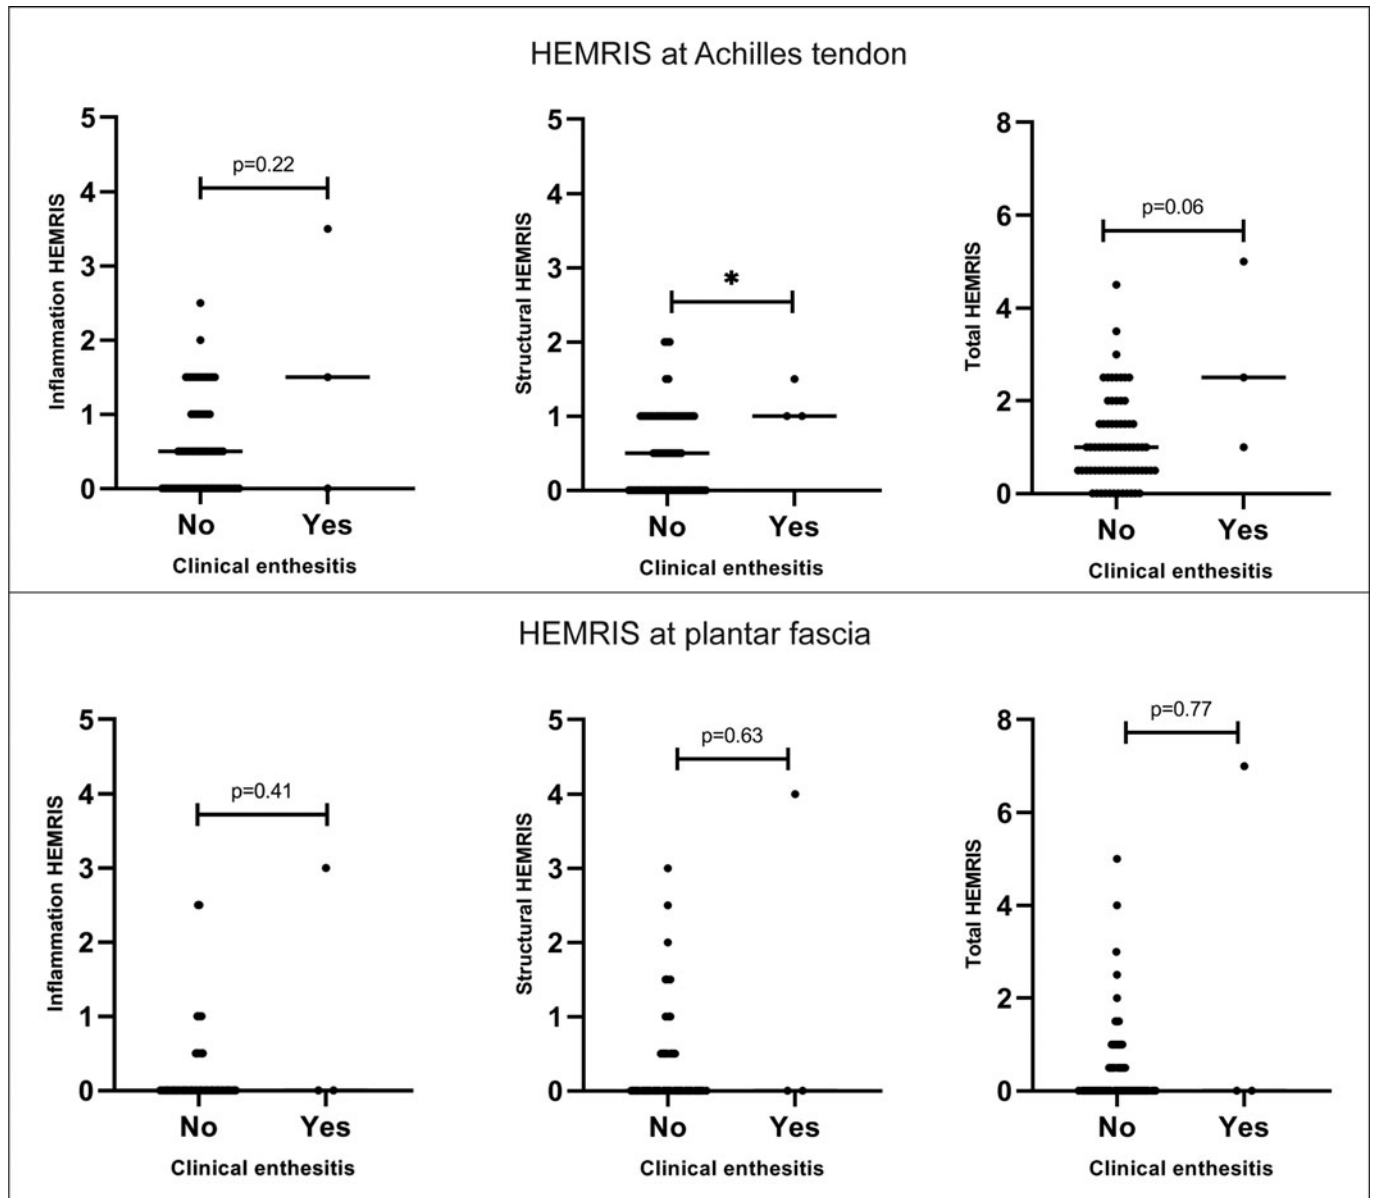 HEMRIS at Achilles tendon
Inflammation HEMRIS
5
4
3
2
1
0
p=0.22
No Yes
Clinical enthesitis
Structural HEMRIS
5
4
3
2
1
0
*
No Yes
Clinical enthesitis
Total HEMRIS
8
6
4
2
0
p=0.06
No Yes
Clinical enthesitis
HEMRIS at plantar fascia
Inflammation HEMRIS
5
4
3
2
1
0
p=0.41
No Yes
Clinical enthesitis
Structural HEMRIS
5
4
3
2
1
0
p=0.63
No Yes
Clinical enthesitis
Total HEMRIS
8
6
4
2
0
p=0.77
No Yes
Clinical enthesitis